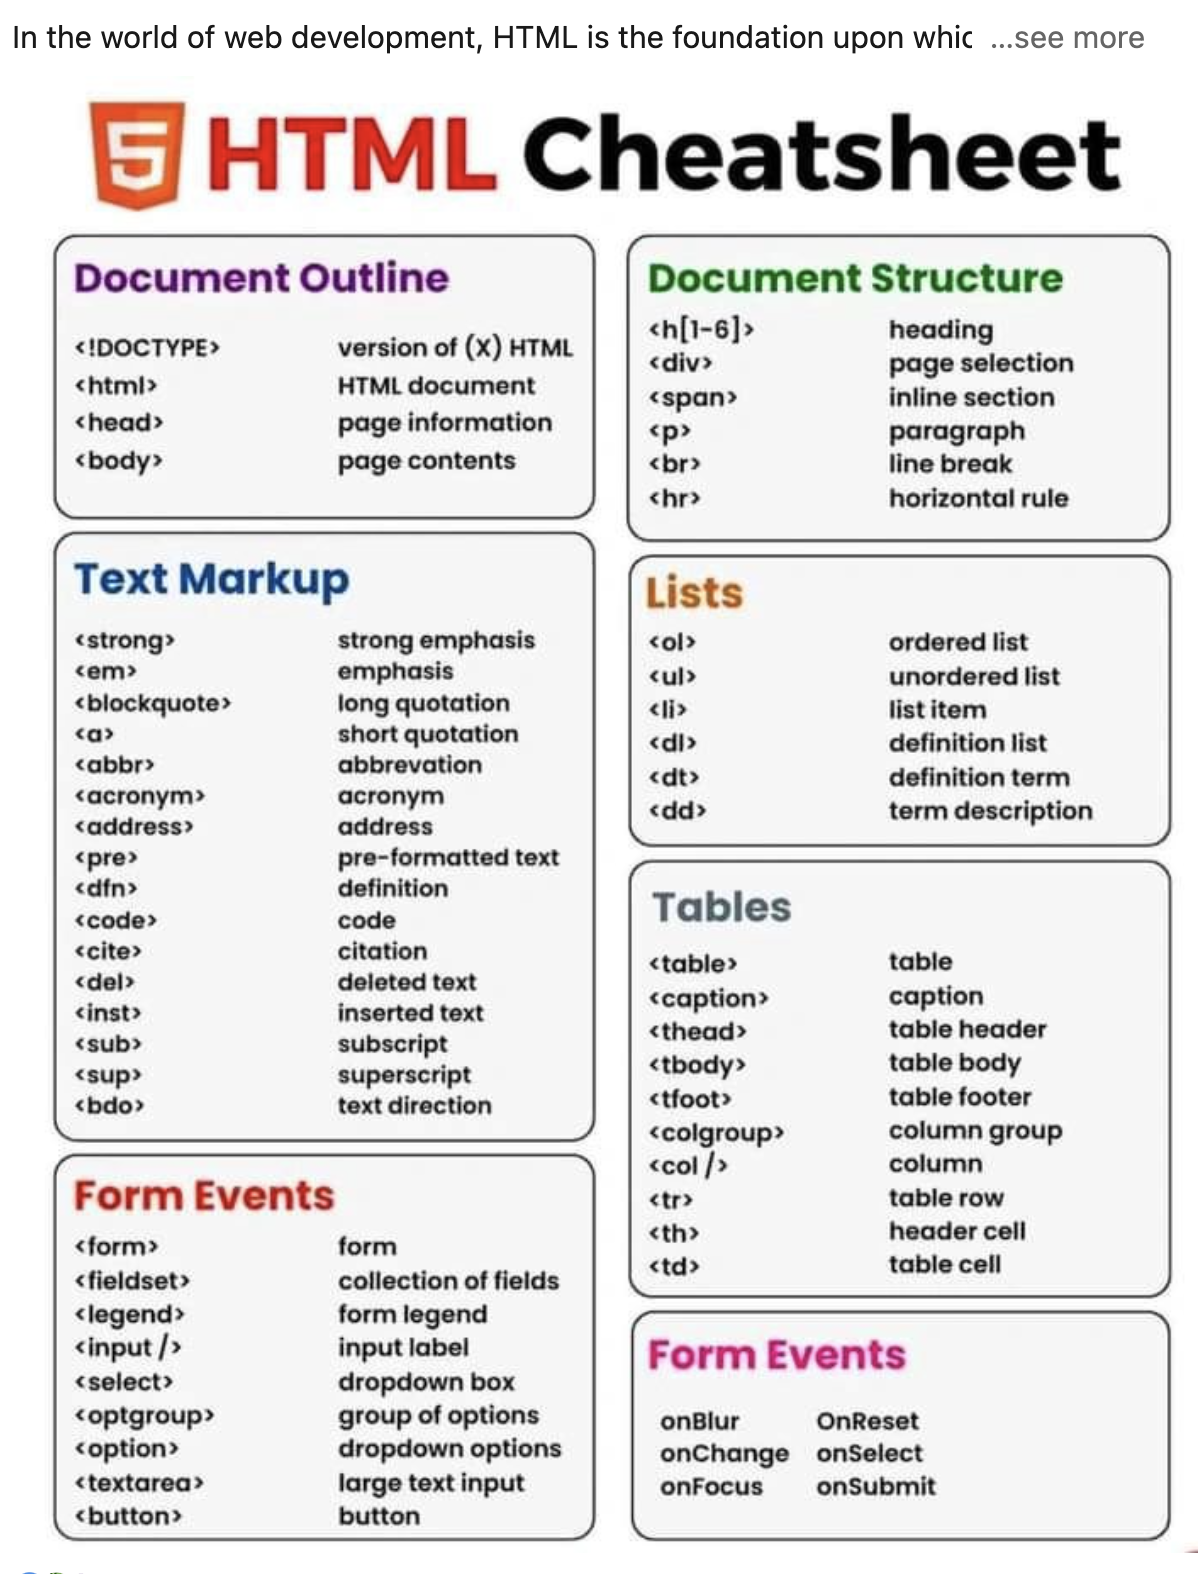 In the world of web development, HTML is the foundation upon whic ...see more
5 HTML Cheatsheet
Document Outline
<!DOCTYPE> version of (X) HTML
<html> HTML document
<head> page information
<body> page contents
Text Markup
<strong> strong emphasis
<em> emphasis
<blockquote> long quotation
<a> short quotation
<abbr> abbrevation
<acronym> acronym
<address> address
<pre> pre-formatted text
<dfn> definition
<code> code
<cite> citation
<del> deleted text
<inst> inserted text
<sub> subscript
<sup> superscript
<bdo> text direction
Form Events
<form> form
<fieldset> collection of fields
<legend> form legend
<input /> input label
<select> dropdown box
<optgroup> group of options
<option> dropdown options
<textarea> large text input
<button> button
Document Structure
<h[1-6]> heading
<div> page selection
<span> inline section
<p> paragraph
<br> line break
<hr> horizontal rule
Lists
<ol> ordered list
<ul> unordered list
<li> list item
<dl> definition list
<dt> definition term
<dd> term description
Tables
<table> table
<caption> caption
<thead> table header
<tbody> table body
<tfoot> table footer
<colgroup> column group
<col /> column
<tr> table row
<th> header cell
<td> table cell
Form Events
onBlur OnReset
onChange onSelect
onFocus onSubmit